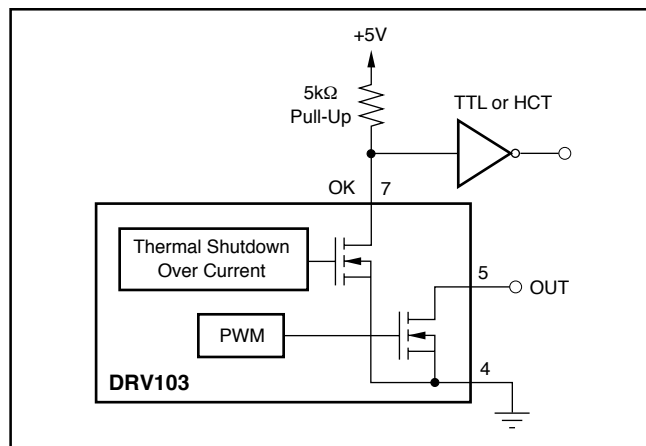 +5V
5kΩ
Pull-Up
TTL or HCT
OK
7
Thermal Shutdown
Over Current
5
OUT
PWM
4
DRV103